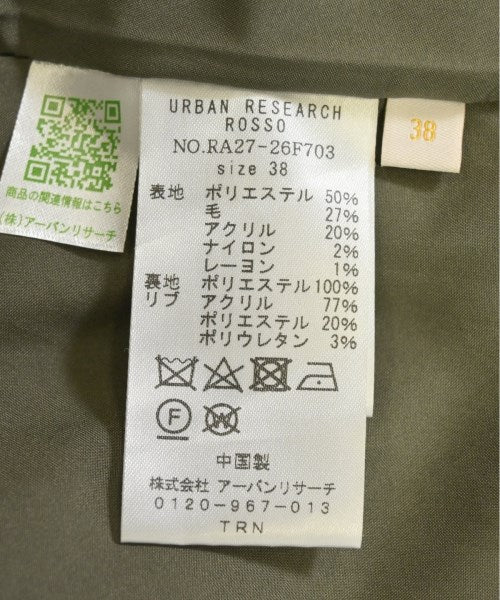 URBAN RESEARCH
ROSSO
NO.RA27-26F703
size 38
表地 ポリエステル 50%
毛 27%
アクリル 20%
ナイロン 2%
レーヨン 1%
裏地 ポリエステル 100%
リブ アクリル 77%
ポリエステル 20%
ポリウレタン 3%
F
W
中国製
株式会社 アーバンリサーチ
0120-967-013
TRN
商品の関連情報はこちら
(株)アーバンリサーチ
38